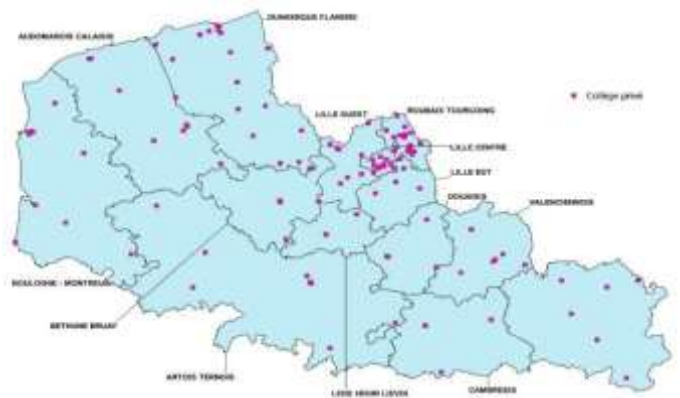 DUNKERQUE FLANDRE
AUDOMAROIS CALAISIS
Collège privé
LILLE OUEST
ROUBAIX TOURCOING
LILLE CENTRE
LILLE EST
DOUAISIS
VALENCIENNOIS
BOULOGNE - MONTREUIL
BETHUNE BRUAY
ARTOIS TERNOIS
LENS HENIN LIEVIN
CAMBRESIS